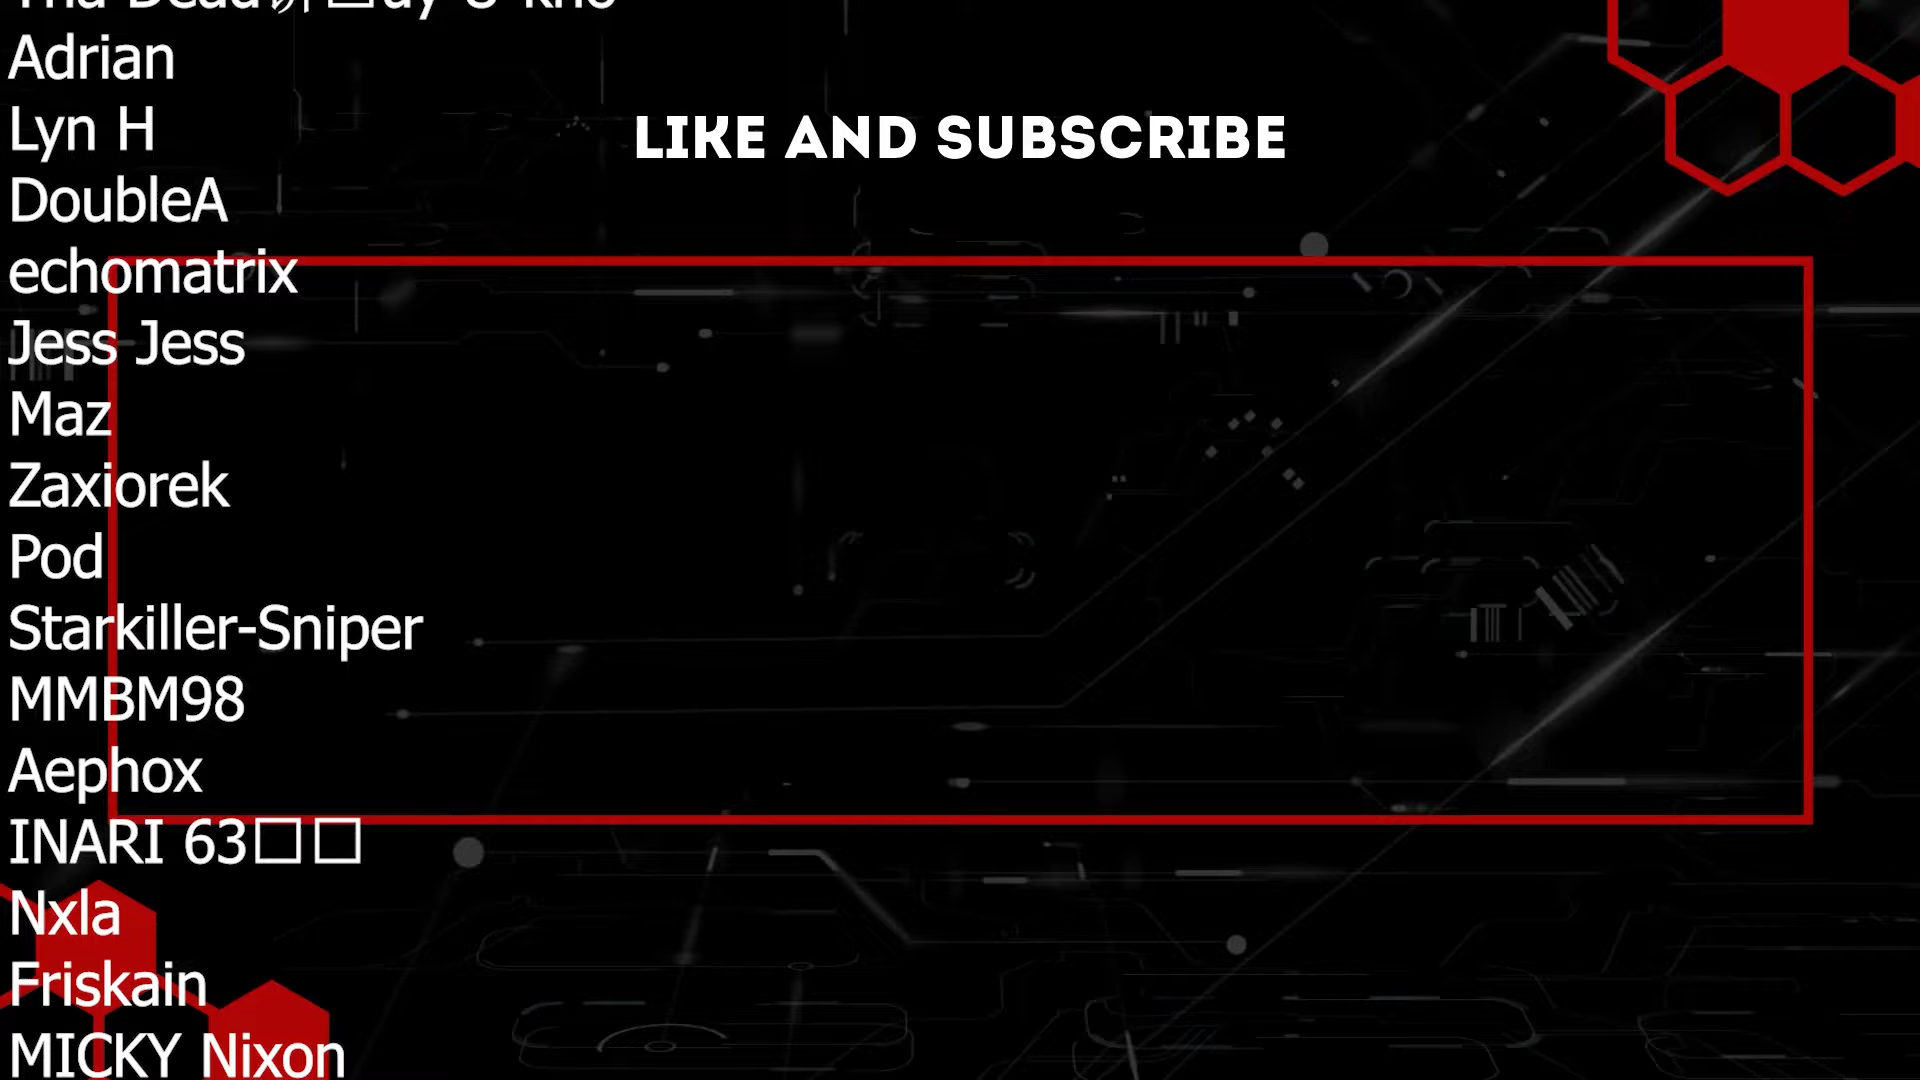 Adrian
Lyn H
LIKE AND SUBSCRIBE
DoubleA
echomatrix
Jess Jess
Maz
Zaxiorek
Pod
Starkiller-Sniper
MMBM98
Aephox
INARI 63□□
Nxla
Friskain
MICKY Nixon